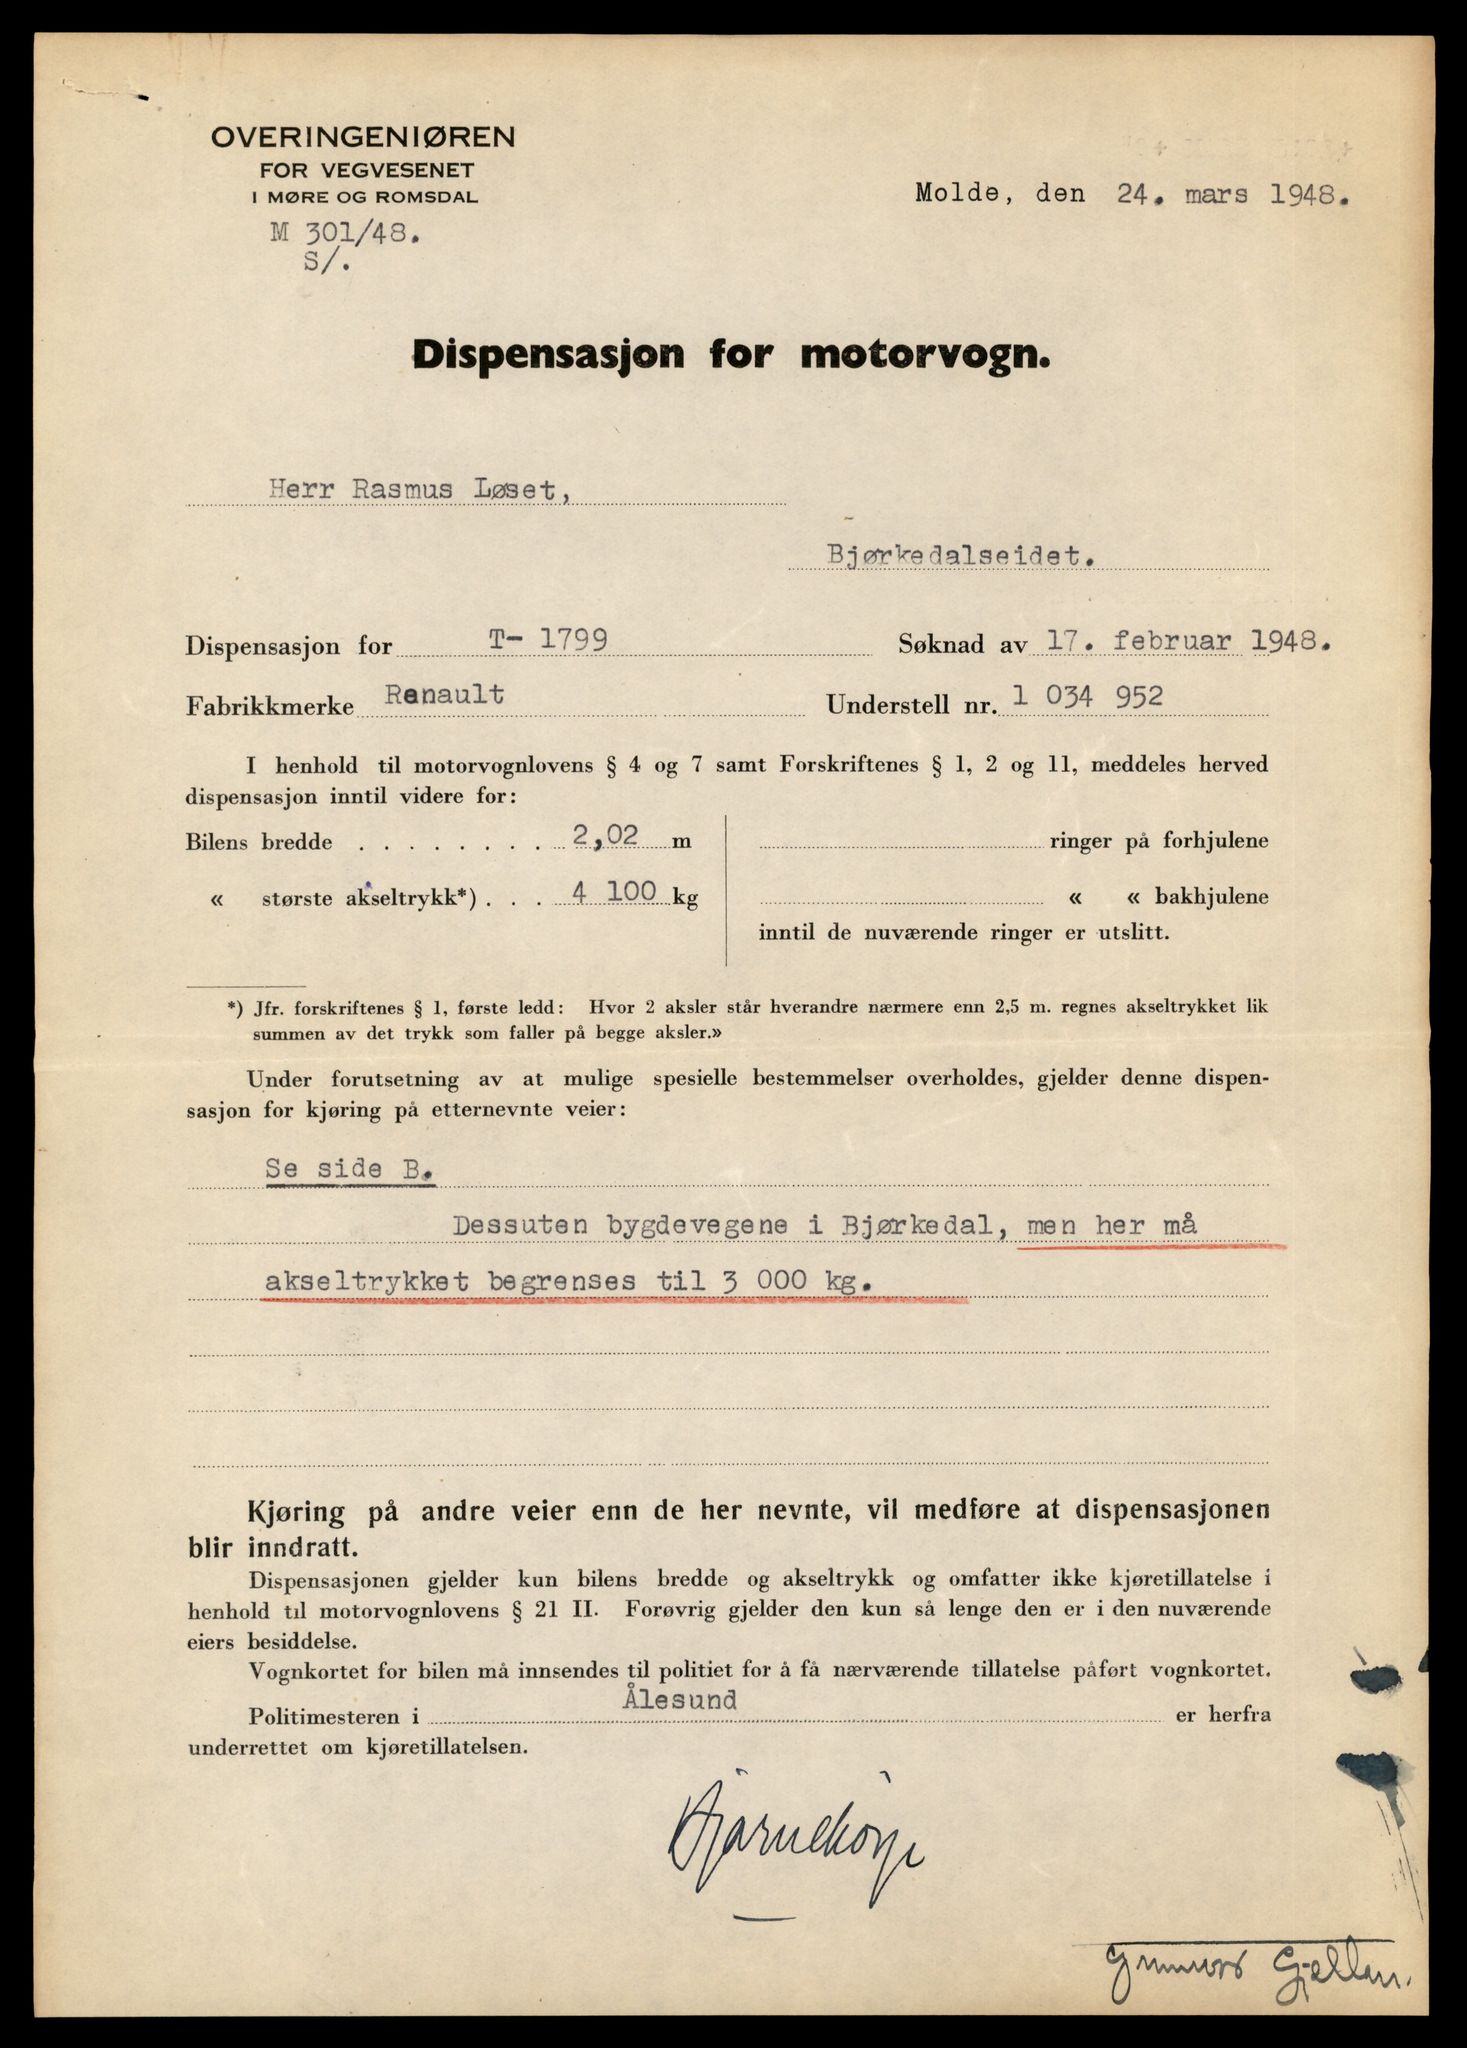 OVERINGENIØREN
FOR VEGVESENET
I MØRE OG ROMSDAL
M 301/48.
S/.
Molde, den 24. mars 1948.
Dispensasjon for motorvogn.
Herr Rasmus Løset,
Bjørkedalseidet.
Dispensasjon for T- 1799 Søknad av 17. februar 1948.
Fabrikkmerke Renault Understell nr. 1 034 952
I henhold til motorvognlovens § 4 og 7 samt Forskriftenes § 1, 2 og 11, meddeles herved
dispensasjon inntil videre for:
Bilens bredde . . . . . . . . 2,02 m
« største akseltrykk*) . . . 4 100 kg
ringer på forhjulene
« « bakhjulene
inntil de nuværende ringer er utslitt.
*) Jfr. forskriftenes § 1, første ledd: Hvor 2 aksler står hverandre nærmere enn 2,5 m. regnes akseltrykket lik
summen av det trykk som faller på begge aksler.»
Under forutsetning av at mulige spesielle bestemmelser overholdes, gjelder denne dispen-
sasjon for kjøring på etternevnte veier:
Se side B.
Dessuten bygdevegene i Bjørkedal, men her må
akseltrykket begrenses til 3 000 kg.
Kjøring på andre veier enn de her nevnte, vil medføre at dispensasjonen
blir inndratt.
Dispensasjonen gjelder kun bilens bredde og akseltrykk og omfatter ikke kjøretillatelse i
henhold til motorvognlovens § 21 II. Forøvrig gjelder den kun så lenge den er i den nuværende
eiers besiddelse.
Vognkortet for bilen må innsendes til politiet for å få nærværende tillatelse påført vognkortet.
Politimesteren i Ålesund er herfra
underrettet om kjøretillatelsen.